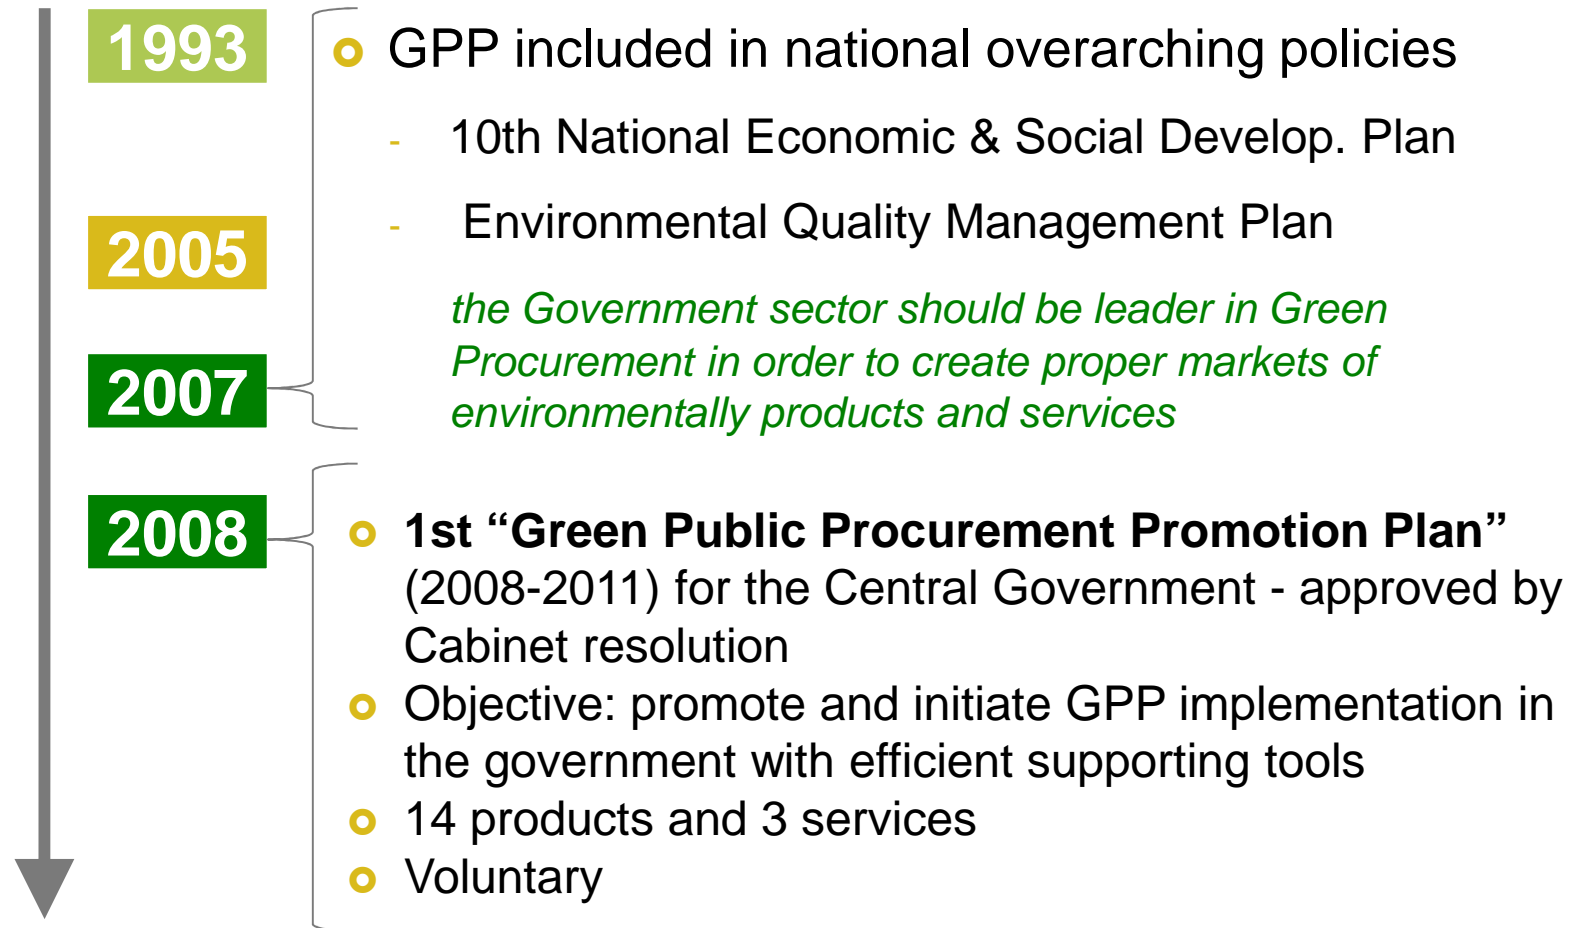 1993
GPP included in national overarching policies
- 10th National Economic & Social Develop. Plan
2005
- Environmental Quality Management Plan
the Government sector should be leader in Green
Procurement in order to create proper markets of
environmentally products and services
2007
2008
1st “Green Public Procurement Promotion Plan”
(2008-2011) for the Central Government - approved by
Cabinet resolution
Objective: promote and initiate GPP implementation in
the government with efficient supporting tools
14 products and 3 services
Voluntary